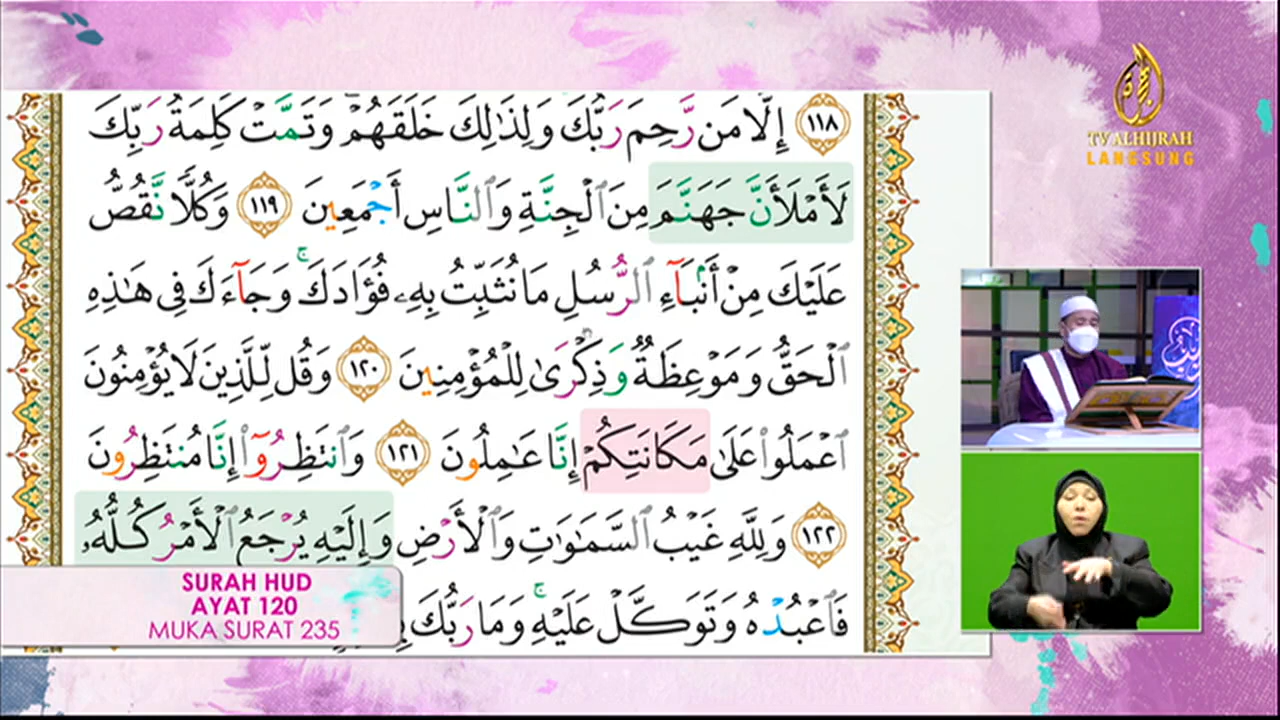 ١١٨ إِلَّا مَن رَّحِمَ رَبُّكَ وَلِذَٰلِكَ خَلَقَهُمْ وَتَمَّتْ كَلِمَةُ رَبِّكَ
لَأَمْلَأَنَّ جَهَنَّمَ مِنَ ٱلْجِنَّةِ وَٱلنَّاسِ أَجْمَعِينَ ١١٩ وَكُلًّا نَّقُصُّ
عَلَيْكَ مِنْ أَنۢبَآءِ ٱلرُّسُلِ مَا نُثَبِّتُ بِهِۦ فُؤَادَكَ ۚ وَجَآءَكَ فِى هَٰذِهِ
ٱلْحَقُّ وَمَوْعِظَةٌ وَذِكْرَىٰ لِلْمُؤْمِنِينَ ١٢٠ وَقُل لِّلَّذِينَ لَا يُؤْمِنُونَ
ٱعْمَلُوا۟ عَلَىٰ مَكَانَتِكُمْ إِنَّا عَٰمِلُونَ ١٢١ وَٱنتَظِرُوٓا۟ إِنَّا مُنتَظِرُونَ
١٢٢ وَلِلَّهِ غَيْبُ ٱلسَّمَٰوَٰتِ وَٱلْأَرْضِ وَإِلَيْهِ يُرْجَعُ ٱلْأَمْرُ كُلُّهُۥ
فَٱعْبُدْهُ وَتَوَكَّلْ عَلَيْهِ ۚ وَمَا رَبُّكَ
SURAH HUD
AYAT 120
MUKA SURAT 235
TV ALHIJRAH
LANGSUNG